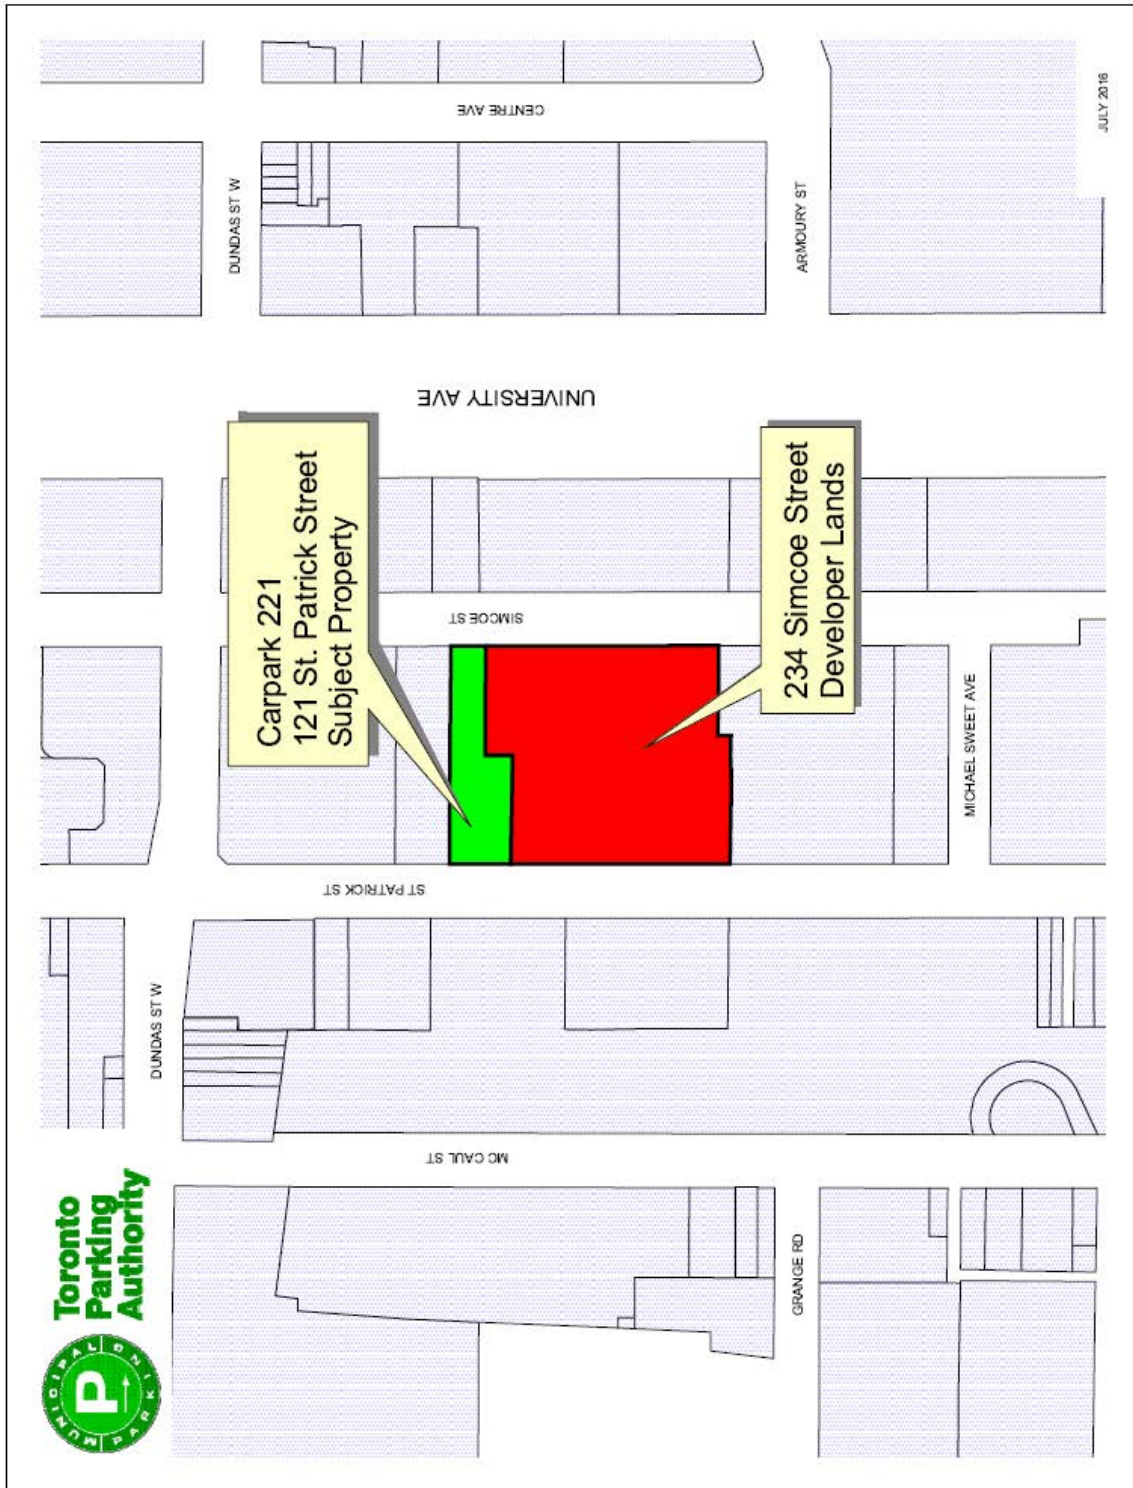 Toronto
Parking
Authority
MUNICIPAL
P
PARKING
DUNDAS ST W
DUNDAS ST W
MC CAUL ST
ST PATRICK ST
SIMCOE ST
UNIVERSITY AVE
CENTRE AVE
Carpark 221
121 St. Patrick Street
Subject Property
234 Simcoe Street
Developer Lands
GRANGE RD
MICHAEL SWEET AVE
ARMOURY ST
JULY 2016